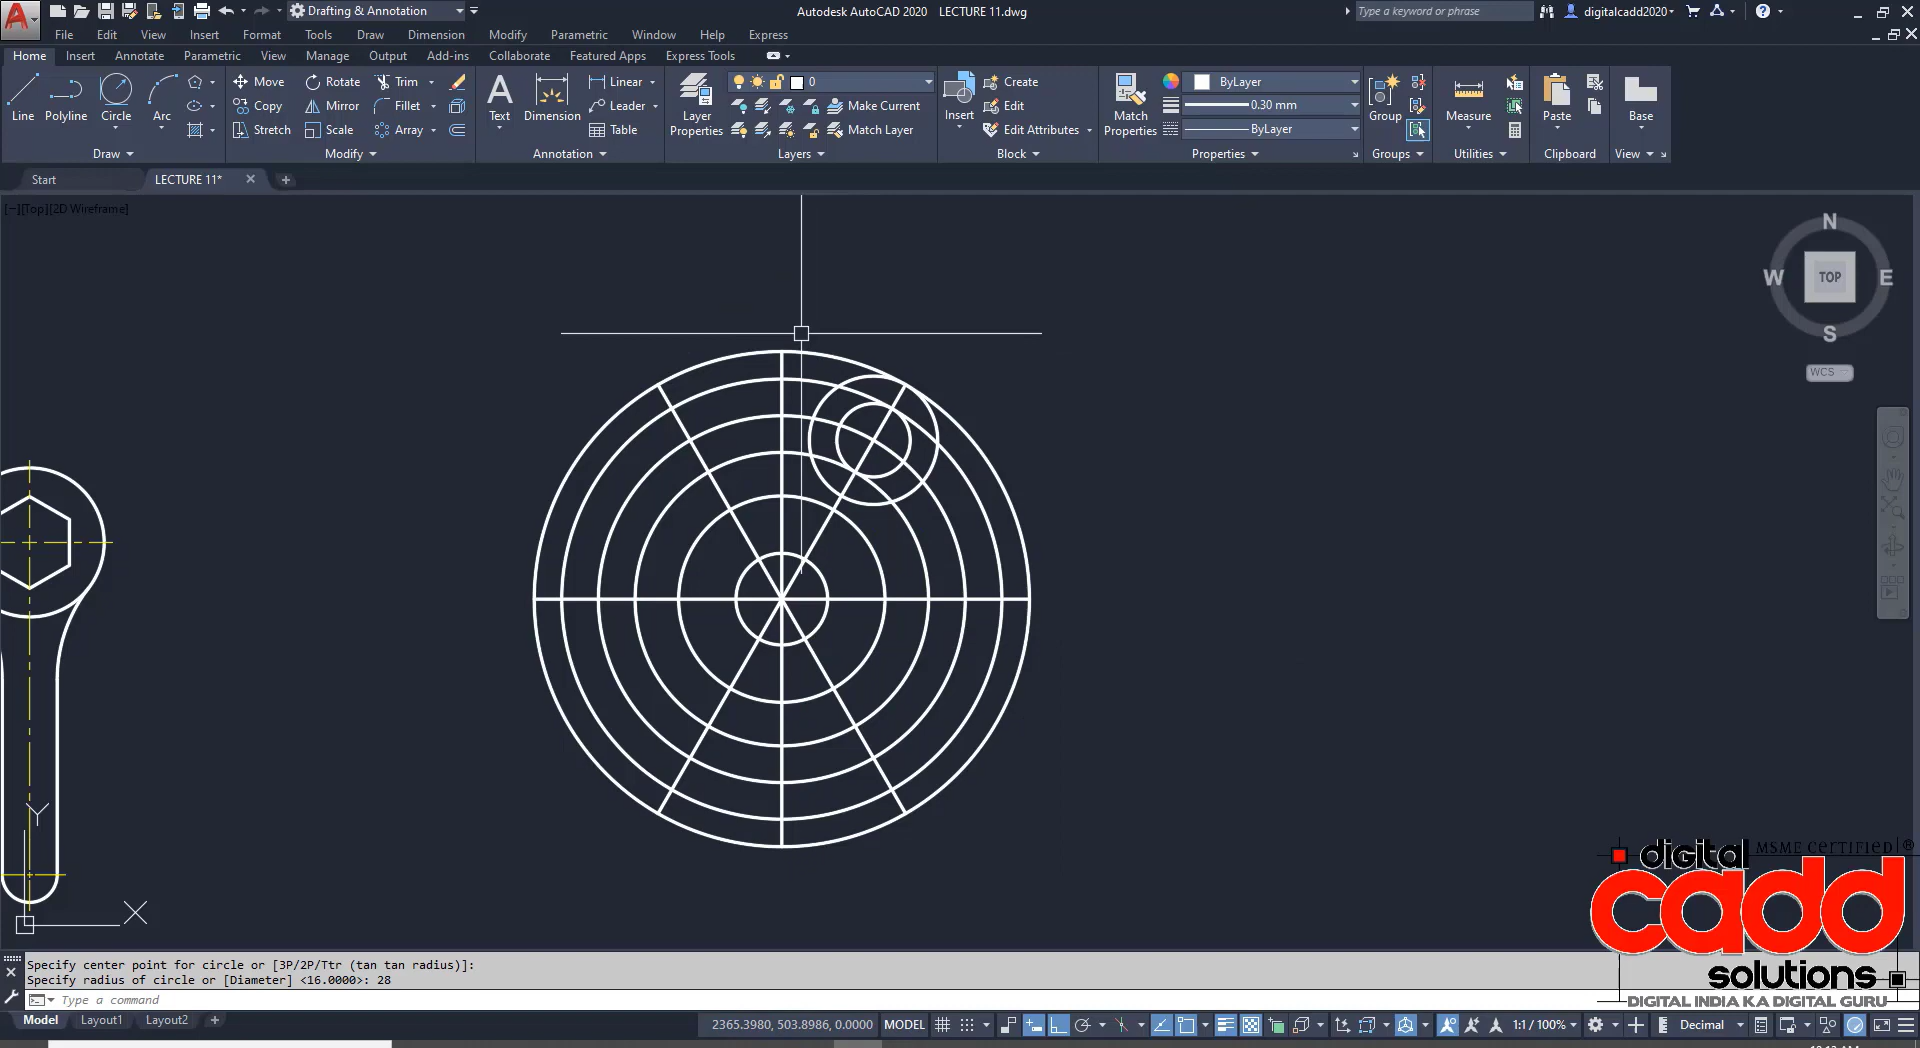 Drafting & Annotation
Autodesk AutoCAD 2020 LECTURE 11.dwg
Type a keyword or phrase
digitalcadd2020
File Edit View Insert Format Tools Draw Dimension Modify Parametric Window Help Express
Home Insert Annotate Parametric View Manage Output Add-ins Collaborate Featured Apps Express Tools
Line Polyline Circle Arc
Move Rotate Trim
Copy Mirror Fillet
Stretch Scale Array
Text Dimension
Linear
Leader
Table
Layer Properties
0
Make Current
Match Layer
Insert
Create
Edit
Edit Attributes
Match Properties
ByLayer
0.30 mm
ByLayer
Group
Measure
Paste
Base
Draw Modify Annotation Layers Block Properties Groups Utilities Clipboard View
Start LECTURE 11*
[−][Top][2D Wireframe]
N
W TOP E
S
WCS
Y
X
digital MSME CERTIFIED ®
cadd
solutions
DIGITAL INDIA KA DIGITAL GURU
Specify center point for circle or [3P/2P/Ttr (tan tan radius)]:
Specify radius of circle or [Diameter] <16.0000>: 28
Type a command
Model Layout1 Layout2
2365.3980, 503.8986, 0.0000 MODEL 1:1 / 100% Decimal